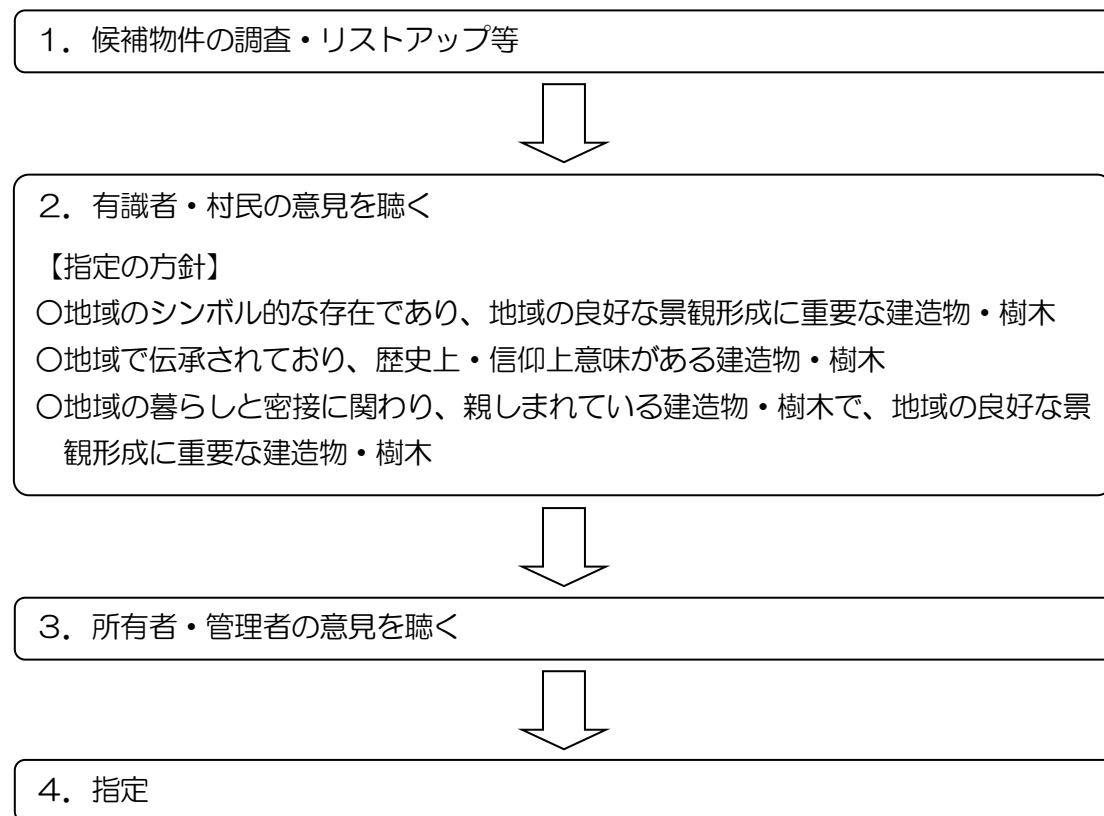 １．候補物件の調査・リストアップ等
２．有識者・村民の意見を聴く
【指定の方針】
〇地域のシンボル的な存在であり、地域の良好な景観形成に重要な建造物・樹木
〇地域で伝承されており、歴史上・信仰上意味がある建造物・樹木
〇地域の暮らしと密接に関わり、親しまれている建造物・樹木で、地域の良好な景
観形成に重要な建造物・樹木
３．所有者・管理者の意見を聴く
４．指定